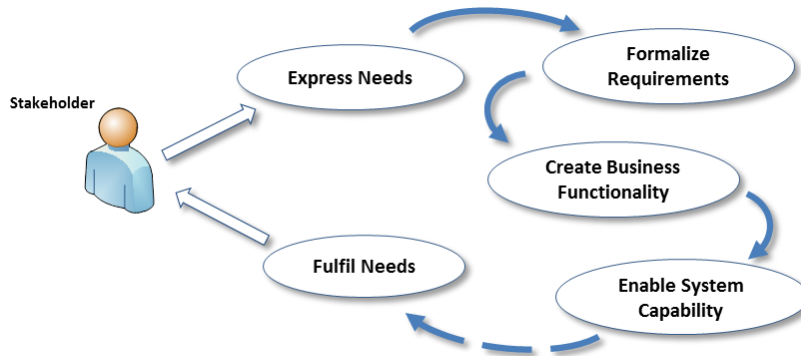 Stakeholder
Express Needs
Formalize
Requirements
Create Business
Functionality
Enable System
Capability
Fulfil Needs